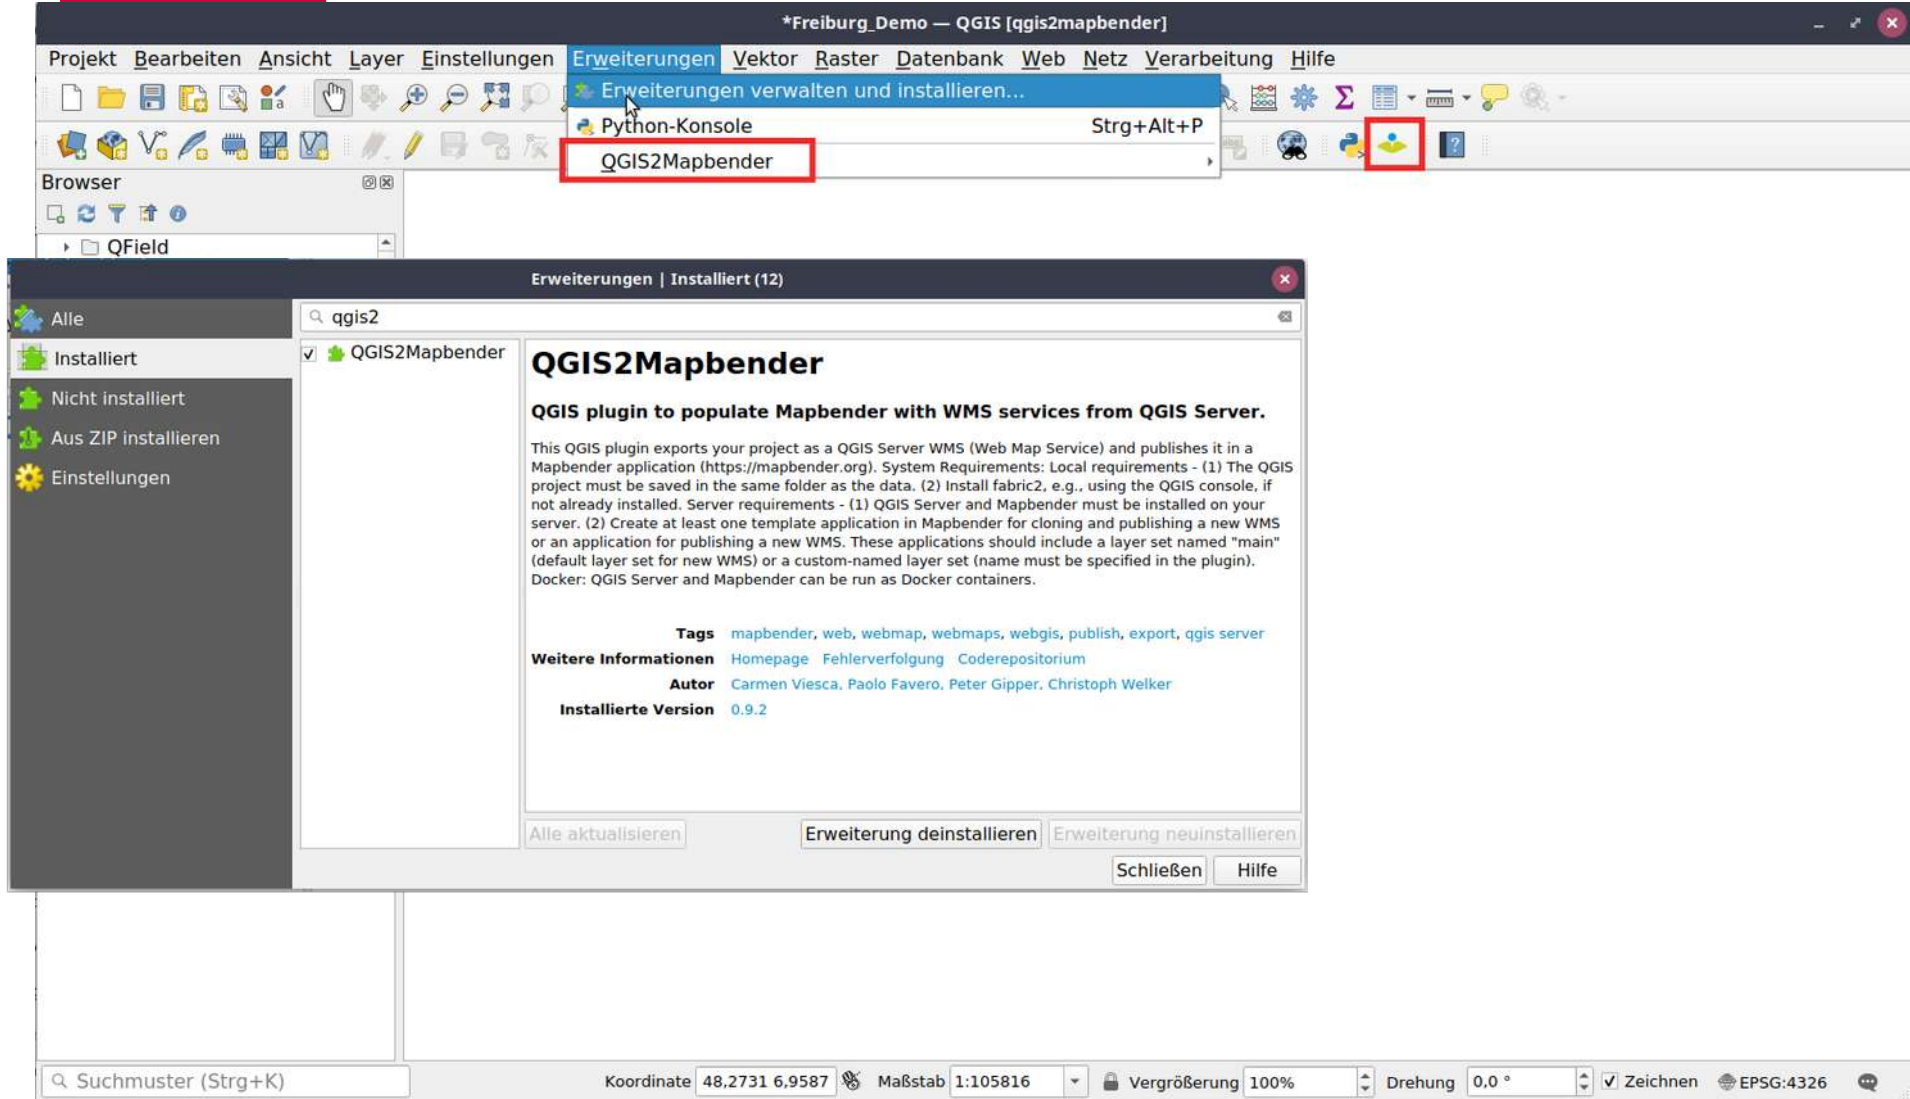 *Freiburg_Demo — QGIS [qgis2mapbender]
Projekt Bearbeiten Ansicht Layer Einstellungen Erweiterungen Vektor Raster Datenbank Web Netz Verarbeitung Hilfe
Erweiterungen verwalten und installieren...
Python-Konsole Strg+Alt+P
QGIS2Mapbender
Browser
QField
Erweiterungen | Installiert (12)
Alle
qgis2
Installiert
QGIS2Mapbender
Nicht installiert
Aus ZIP installieren
Einstellungen
QGIS2Mapbender
QGIS plugin to populate Mapbender with WMS services from QGIS Server.
This QGIS plugin exports your project as a QGIS Server WMS (Web Map Service) and publishes it in a
Mapbender application (https://mapbender.org). System Requirements: Local requirements - (1) The QGIS
project must be saved in the same folder as the data. (2) Install fabric2, e.g., using the QGIS console, if
not already installed. Server requirements - (1) QGIS Server and Mapbender must be installed on your
server. (2) Create at least one template application in Mapbender for cloning and publishing a new WMS
or an application for publishing a new WMS. These applications should include a layer set named "main"
(default layer set for new WMS) or a custom-named layer set (name must be specified in the plugin).
Docker: QGIS Server and Mapbender can be run as Docker containers.
Tags mapbender, web, webmap, webmaps, webgis, publish, export, qgis server
Weitere Informationen Homepage Fehlerverfolgung Coderepositorium
Autor Carmen Viesca, Paolo Favero, Peter Gipper, Christoph Welker
Installierte Version 0.9.2
Alle aktualisieren Erweiterung deinstallieren Erweiterung neuinstallieren
Schließen Hilfe
Suchmuster (Strg+K) Koordinate 48,2731 6,9587 Maßstab 1:105816 Vergrößerung 100% Drehung 0,0 ° Zeichnen EPSG:4326